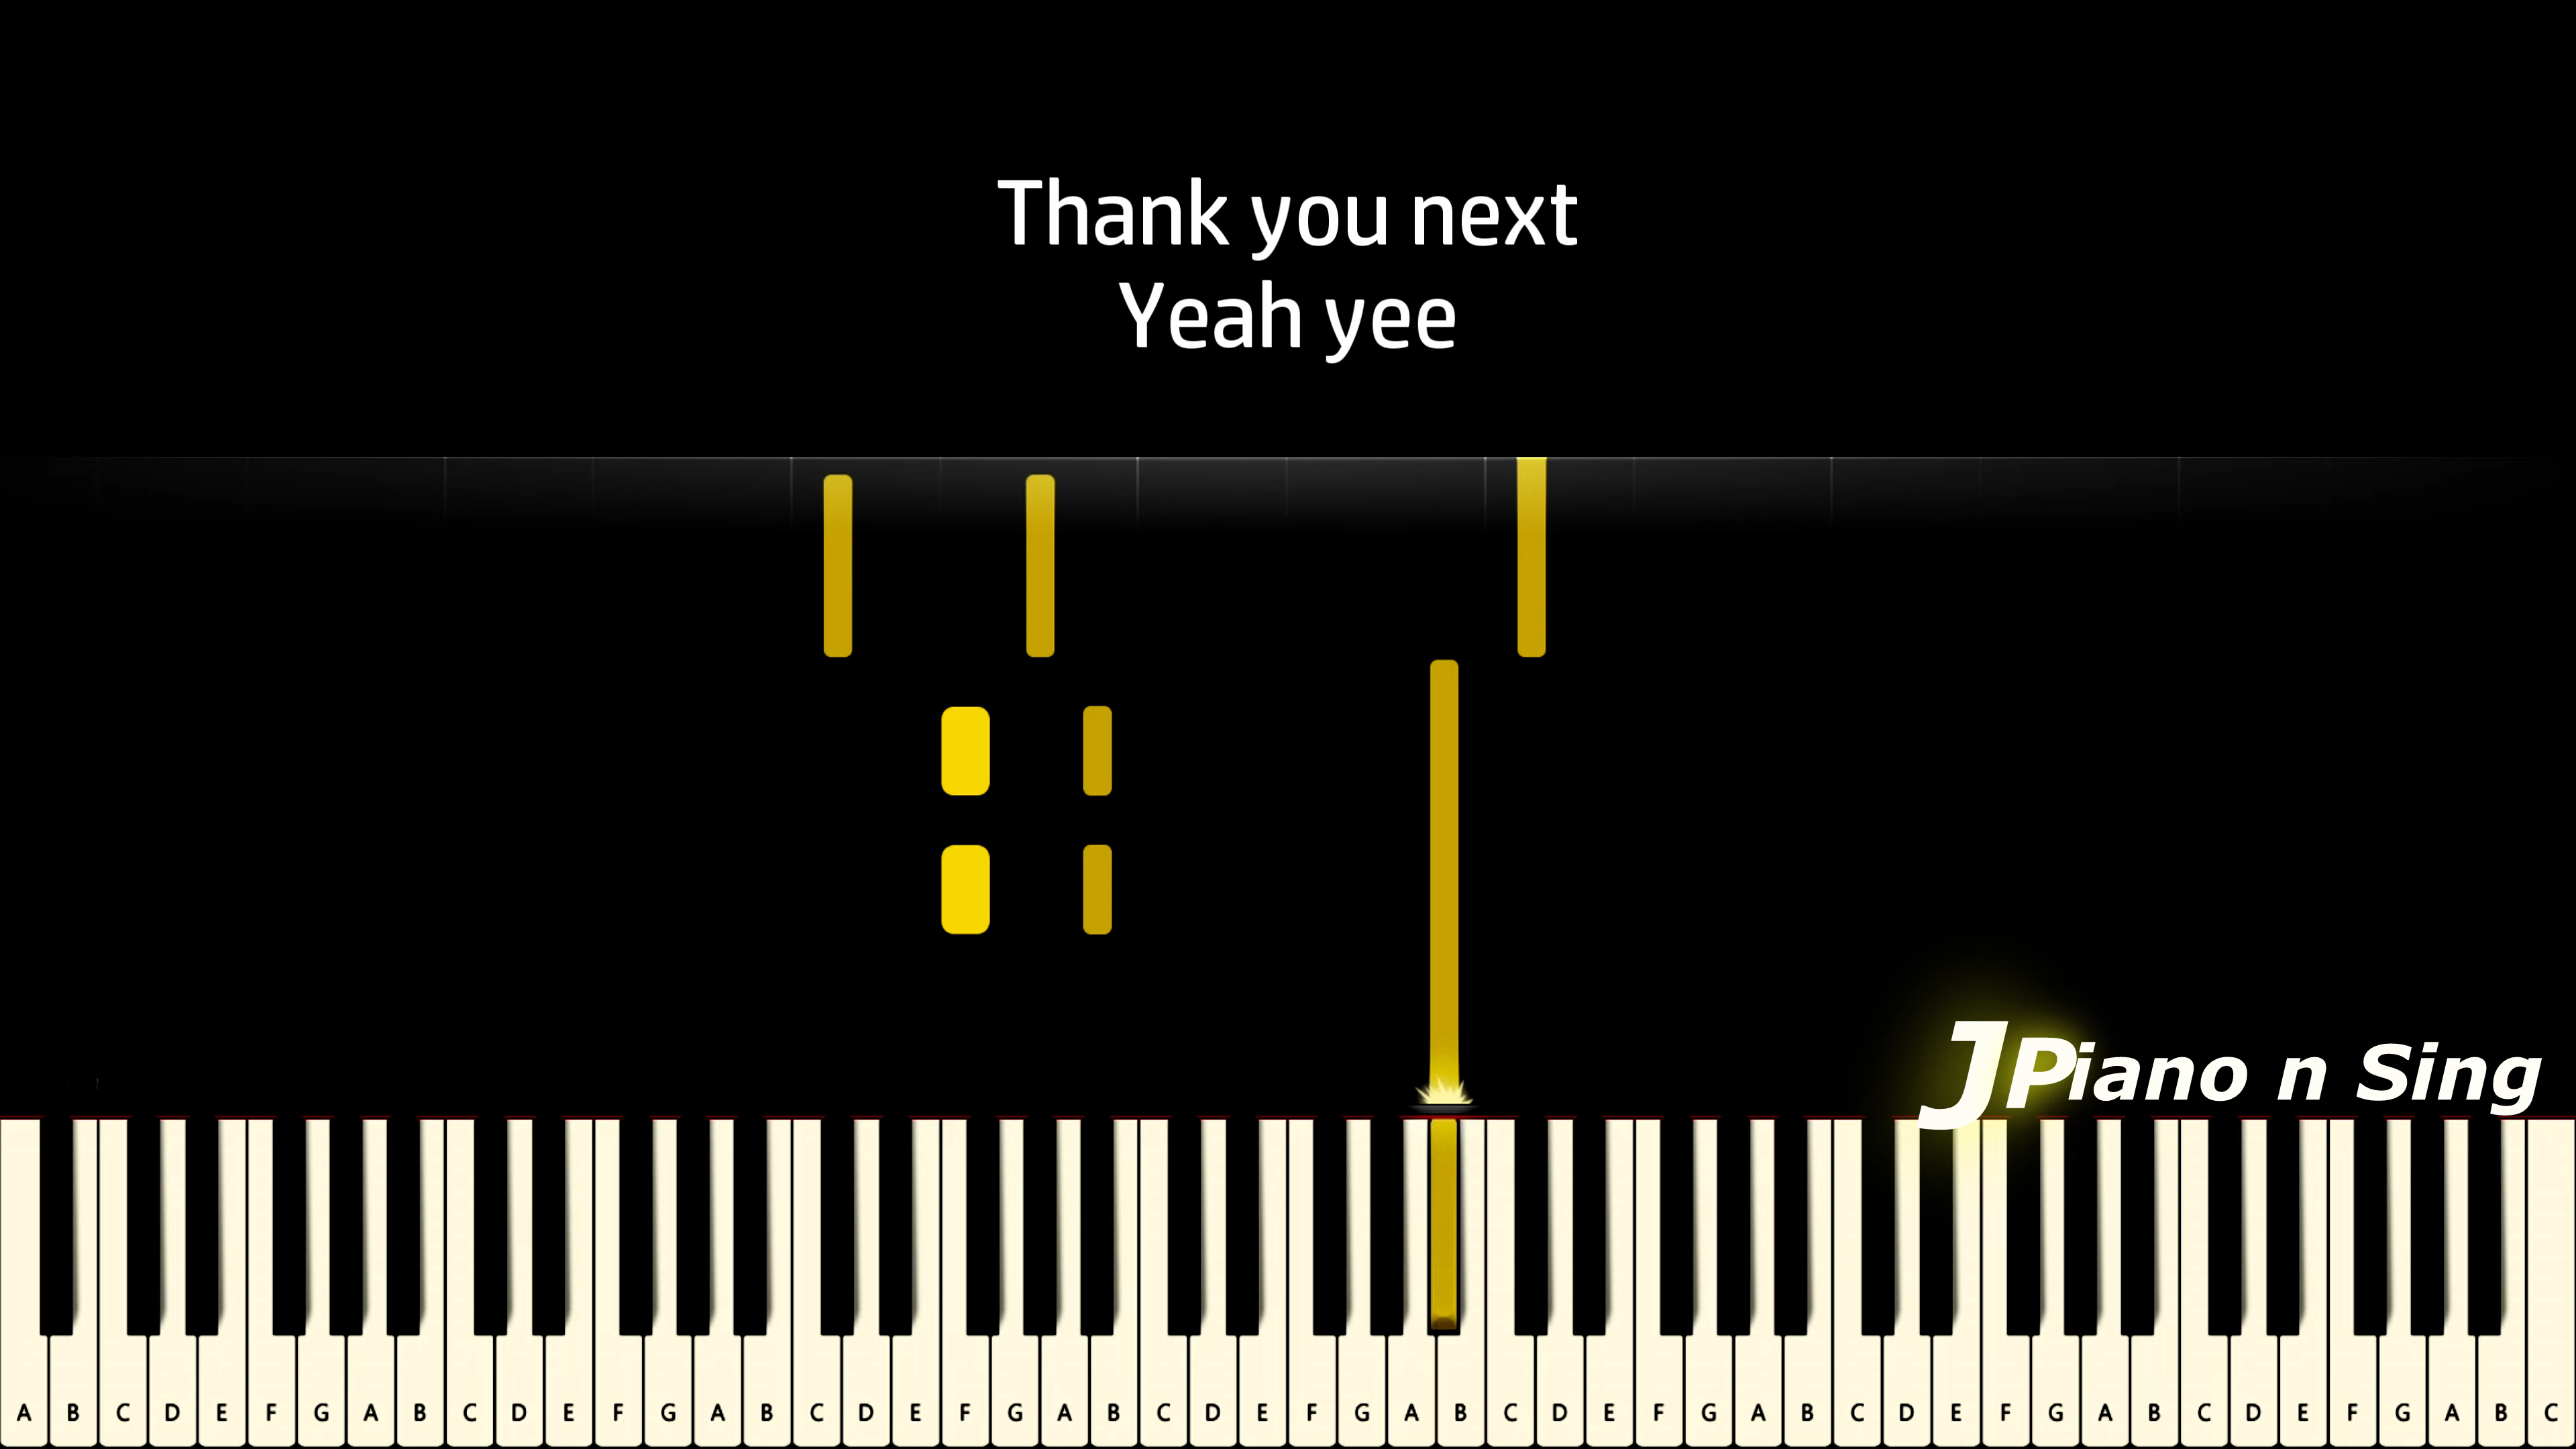 Thank you next
Yeah yee
JPiano n Sing
A B C D E F G A B C D E F G A B C D E F G A B C D E F G A B C D E F G A B C D E F G A B C D E F G A B C